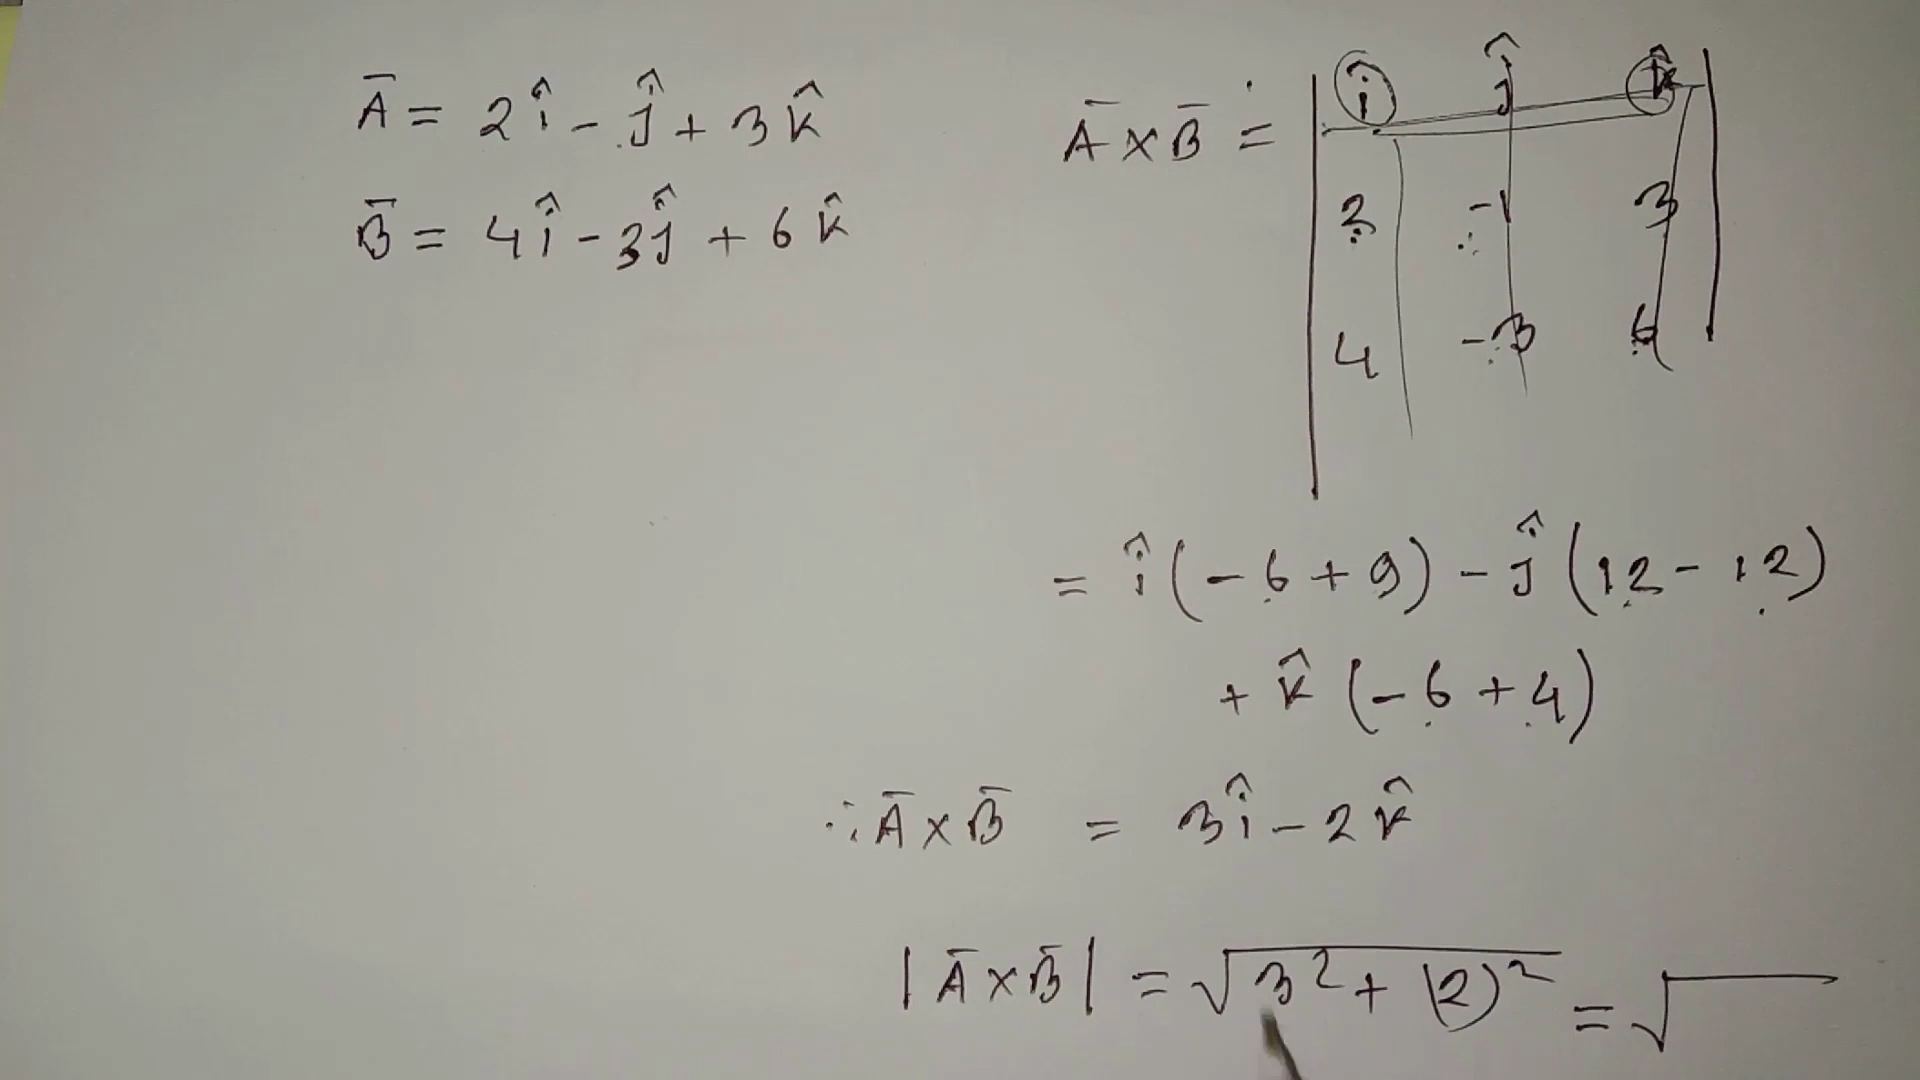 A̅ = 2î - ĵ + 3k̂
B̅ = 4î - 3ĵ + 6k̂
A̅ × B̅ = | î ĵ k̂ |
2 -1 3
4 -3 6
= î (-6 + 9) - ĵ (12 - 12)
+ k̂ (-6 + 4)
∴ A̅ × B̅ = 3î - 2k̂
| A̅ × B̅ | = √3² + (2)² = √